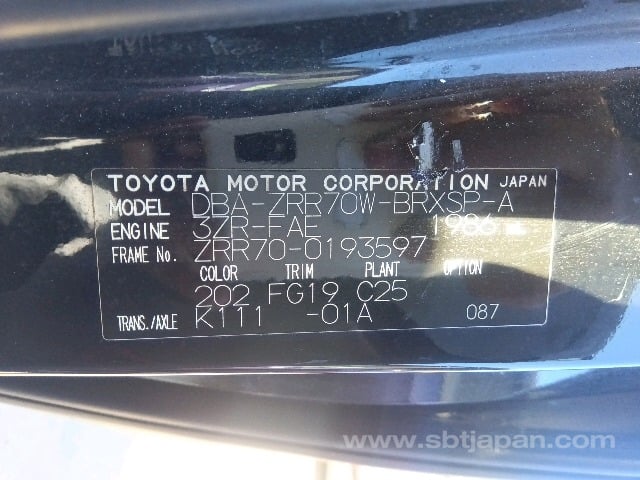 TOYOTA MOTOR CORPORATION JAPAN
MODEL DBA-ZRR70W-BRXSP-A
ENGINE 3ZR-FAE 1986
FRAME No. ZRR70-0193597
COLOR TRIM PLANT OPTION
202 FG19 C25
TRANS./AXLE K111 -01A 087
www.sbtjapan.com